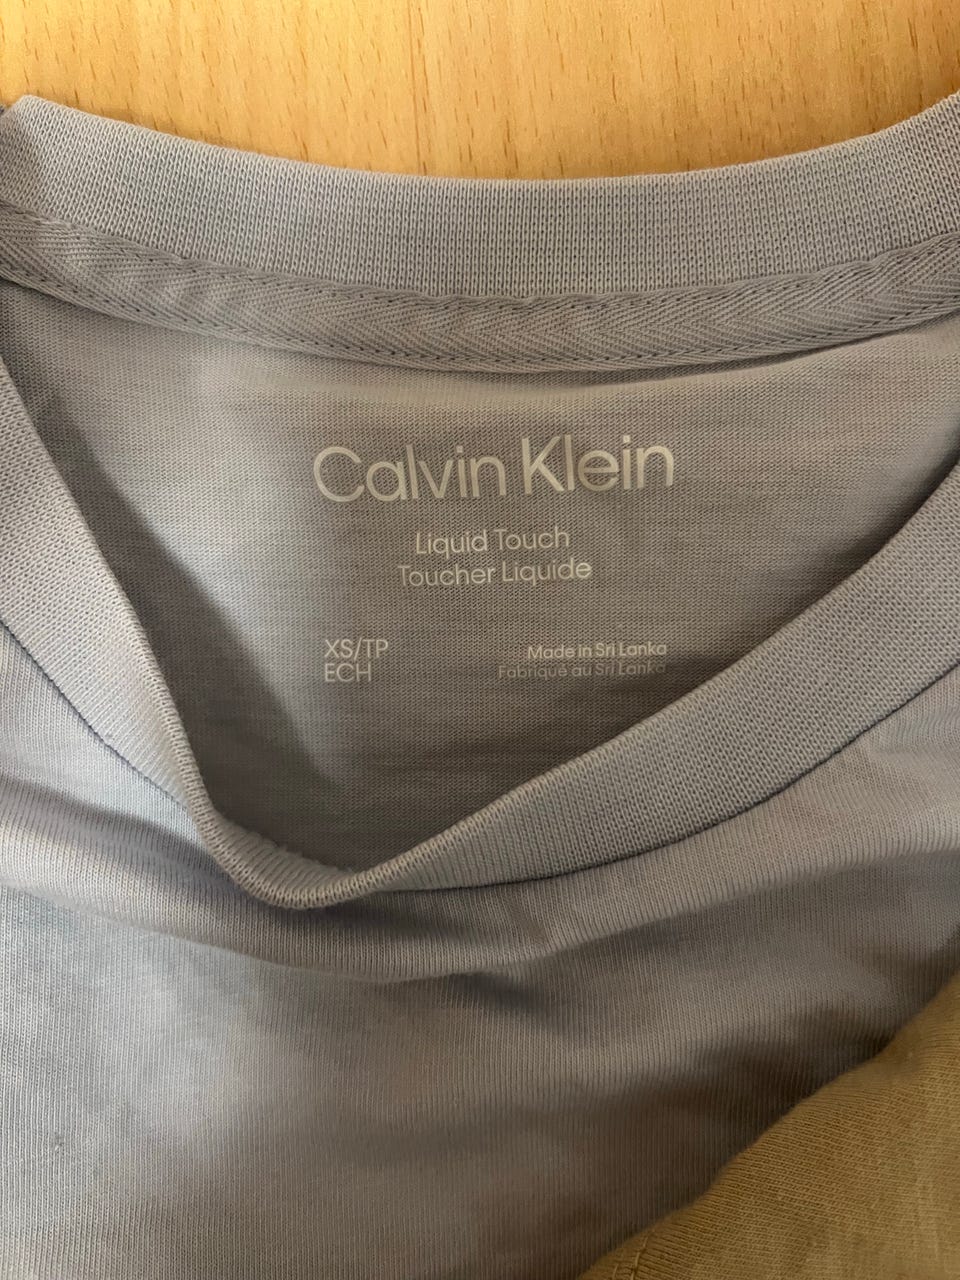 Calvin Klein
Liquid Touch
Toucher Liquide
XS/TP
ECH
Made in Sri Lanka
Fabriqué au Sri Lanka